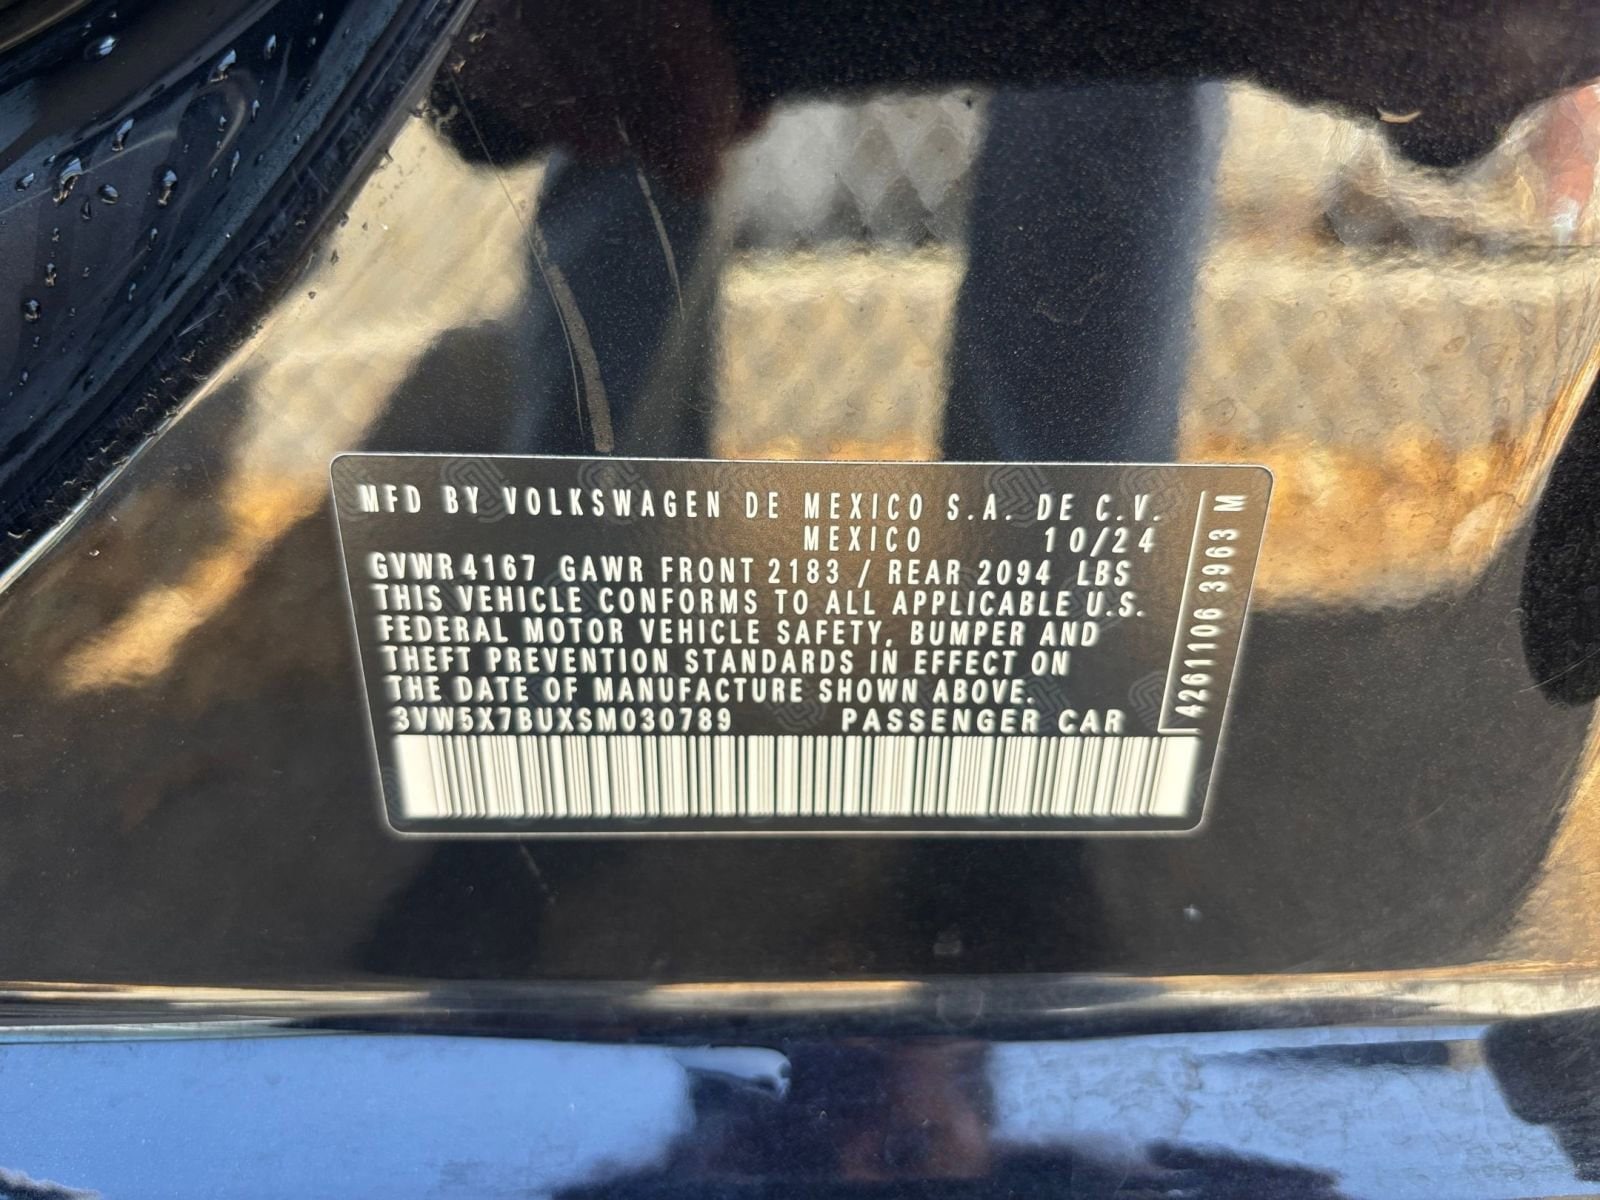 MFD BY VOLKSWAGEN DE MEXICO S.A. DE C.V.
MEXICO 10/24
GVWR 4167 GAWR FRONT 2183 / REAR 2094 LBS
THIS VEHICLE CONFORMS TO ALL APPLICABLE U.S.
FEDERAL MOTOR VEHICLE SAFETY, BUMPER AND
THEFT PREVENTION STANDARDS IN EFFECT ON
THE DATE OF MANUFACTURE SHOWN ABOVE.
3VW5X7BUXSM030789 PASSENGER CAR
4261106 3963 M